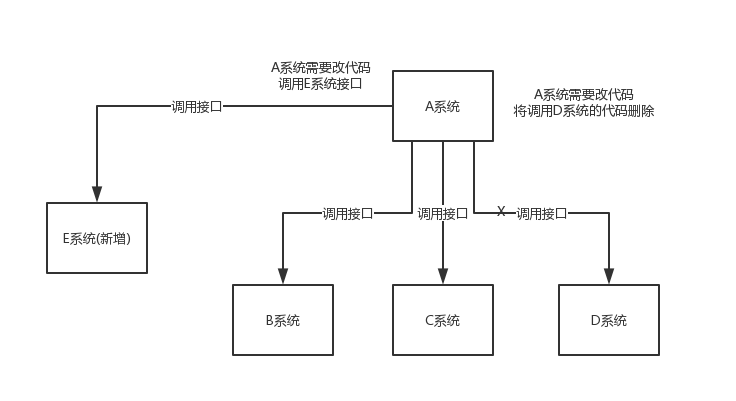 A系统需要改代码
调用E系统接口
A系统
A系统需要改代码
将调用D系统的代码删除
调用接口
E系统(新增)
调用接口
调用接口
X
调用接口
B系统
C系统
D系统